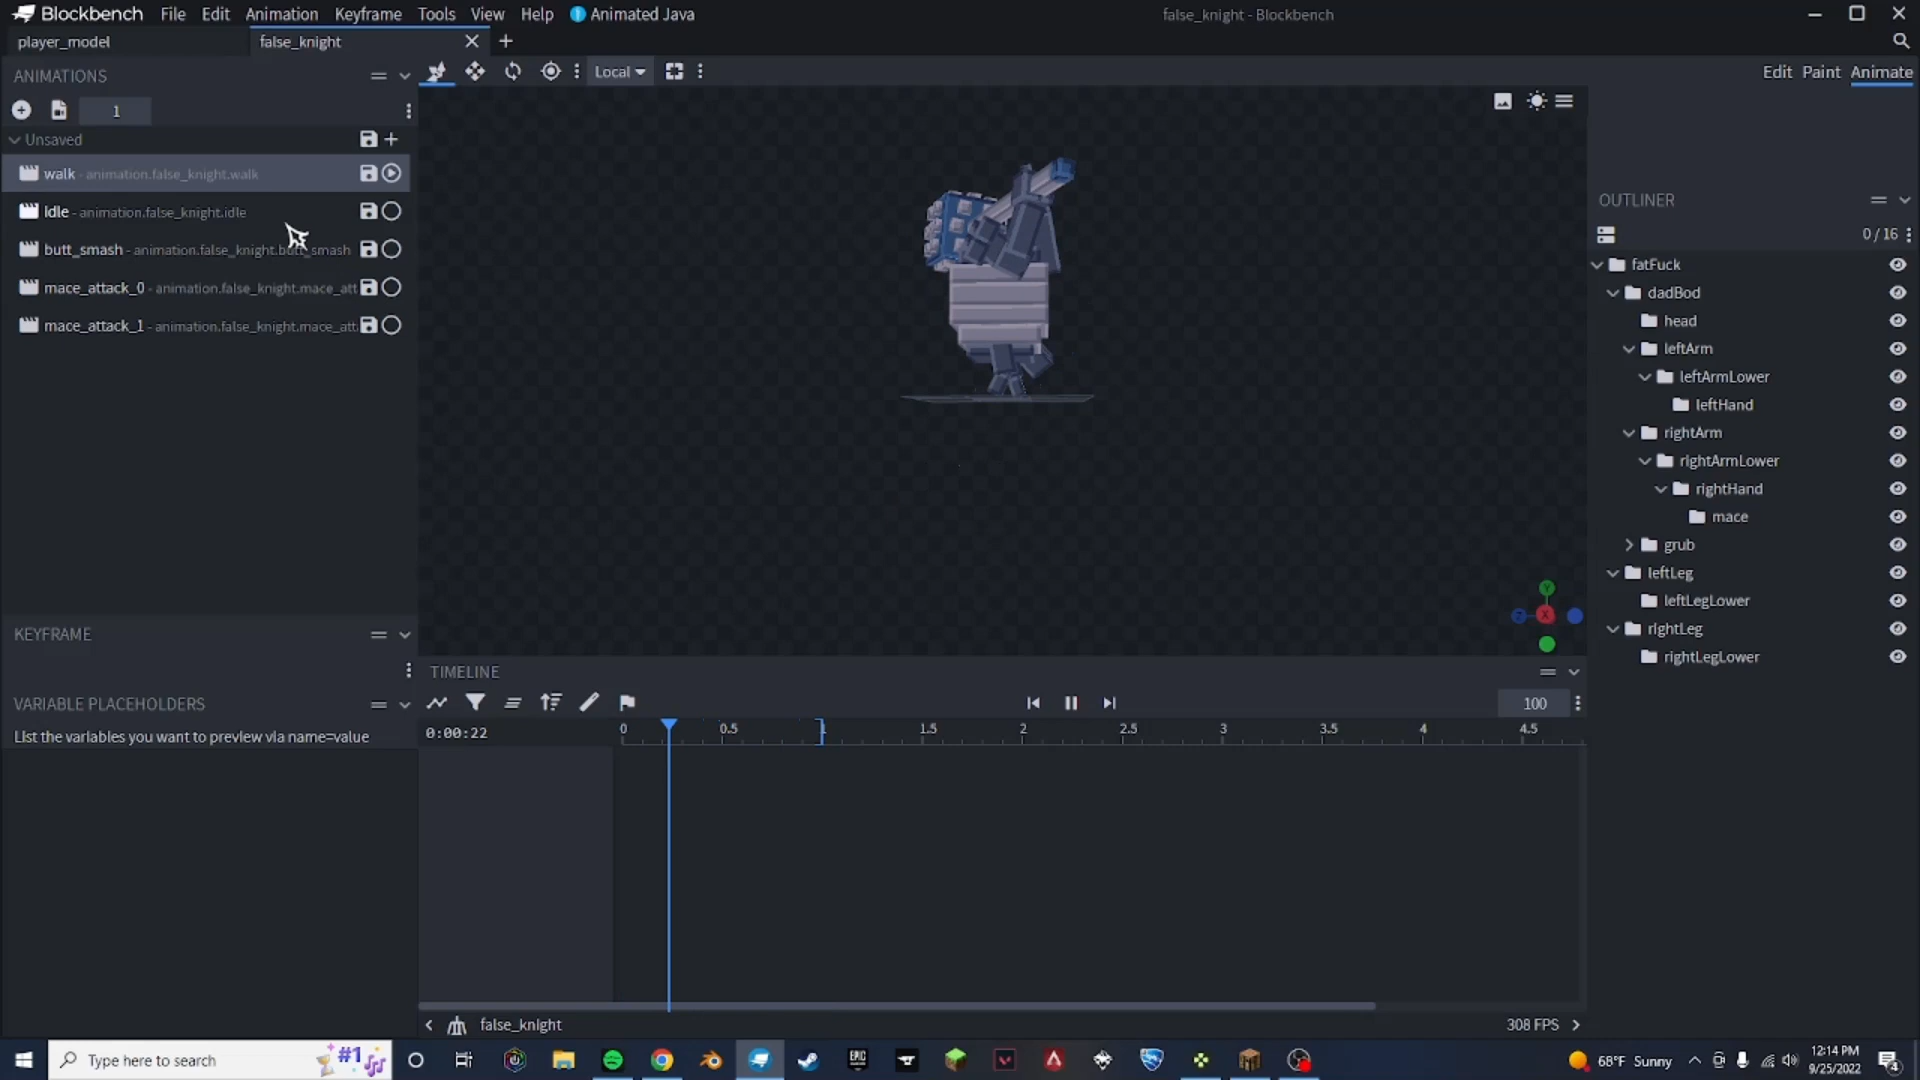 Blockbench File Edit Animation Keyframe Tools View Help Animated Java
false_knight - Blockbench
player_model false_knight
ANIMATIONS
Local
Edit Paint Animate
1
Unsaved
walk - animation.false_knight.walk
Idle - animation.false_knight.idle
butt_smash - animation.false_knight.butt_smash
mace_attack_0 - animation.false_knight.mace_att
mace_attack_1 - animation.false_knight.mace_att
OUTLINER
0 / 16
fatFuck
dadBod
head
leftArm
leftArmLower
leftHand
rightArm
rightArmLower
rightHand
mace
grub
leftLeg
leftLegLower
rightLeg
rightLegLower
Y
Z X
KEYFRAME
VARIABLE PLACEHOLDERS
List the variables you want to preview via name=value
TIMELINE
100
0:00:22
0 0.5 1 1.5 2 2.5 3 3.5 4 4.5
false_knight
308 FPS
Type here to search
#1
EPIC
68°F Sunny
12:14 PM
9/25/2022
4